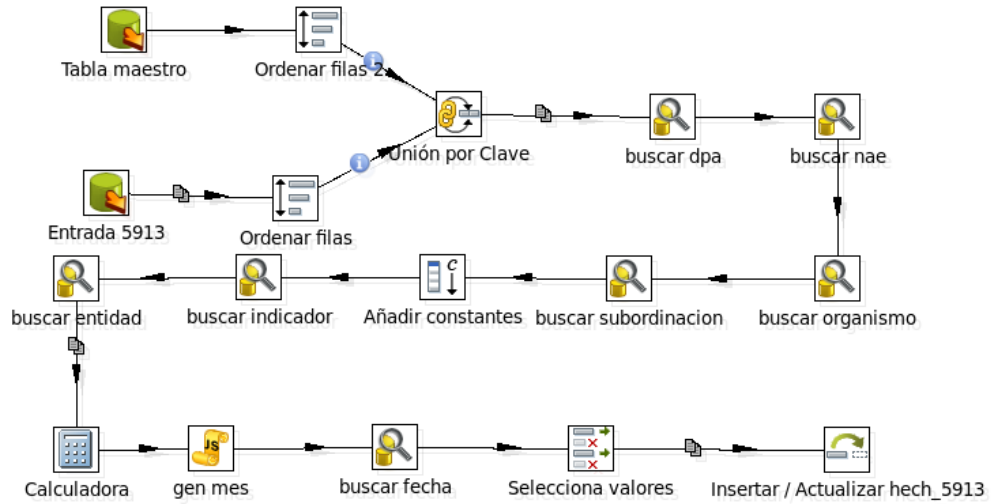 Tabla maestro
Ordenar filas 2
Unión por Clave
buscar dpa
buscar nae
Entrada 5913
Ordenar filas
buscar entidad
buscar indicador
Añadir constantes
buscar subordinacion
buscar organismo
Calculadora
gen mes
buscar fecha
Selecciona valores
Insertar / Actualizar hech_5913